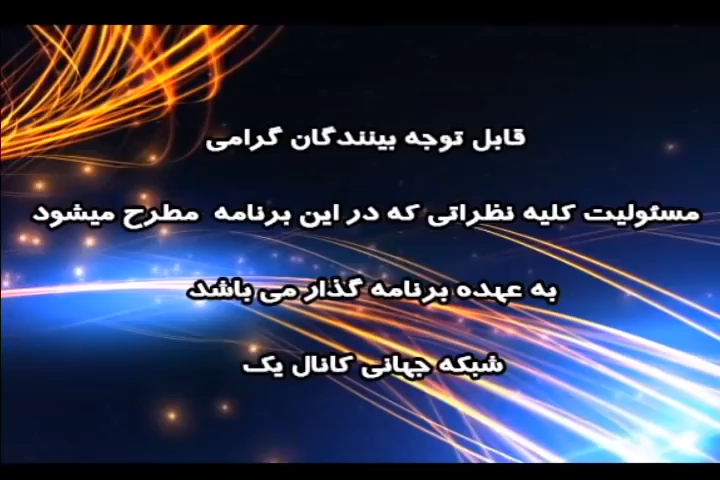 قابل توجه بینندگان گرامی
مسئولیت کلیه نظراتی که در این برنامه مطرح میشود
به عهده برنامه گذار می باشد
شبکه جهانی کانال یک